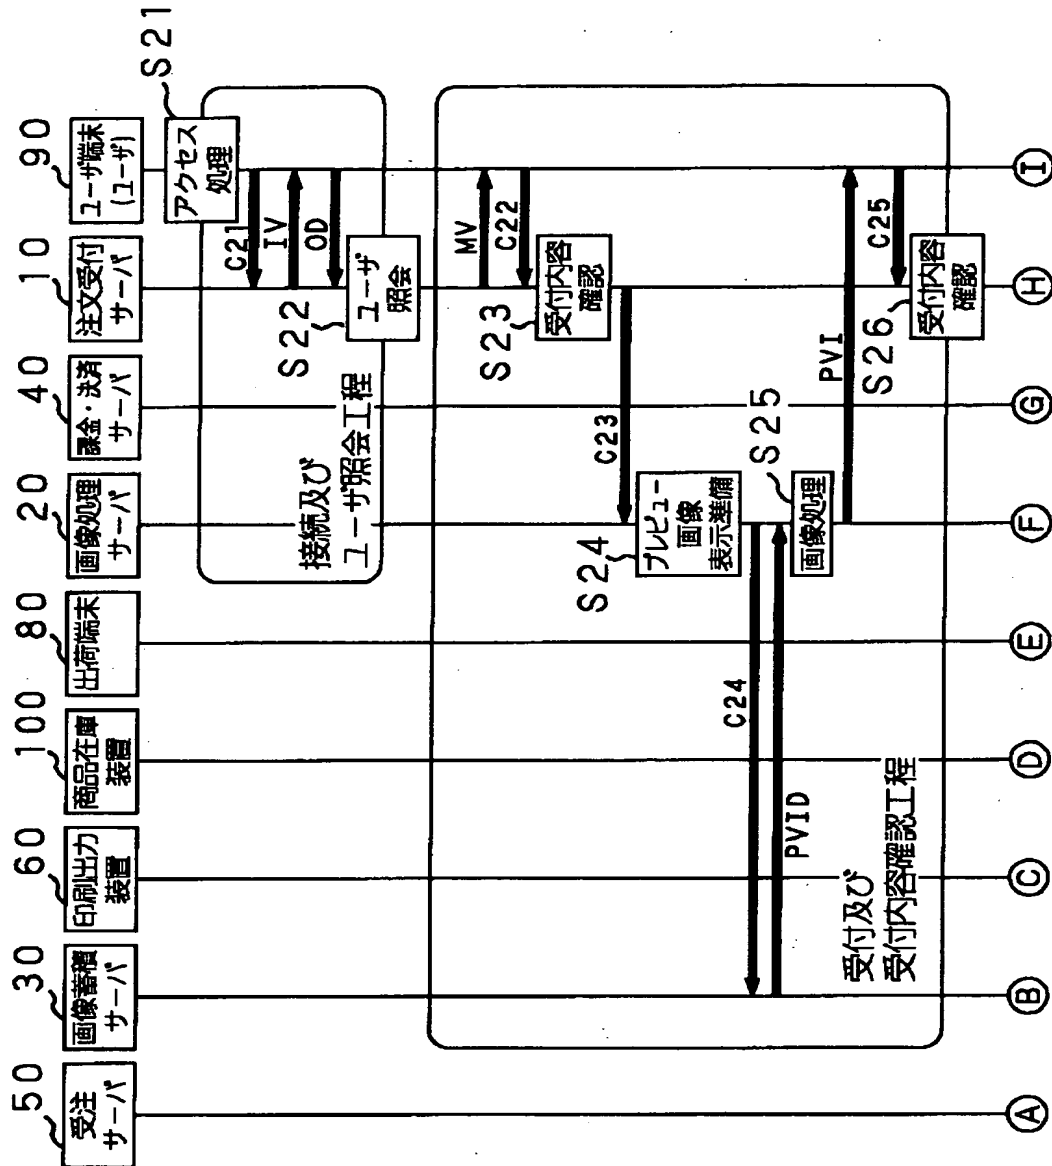 50
受注
サーバ
30
画像蓄積
サーバ
60
印刷出力
装置
100
商品在庫
装置
80
出荷端末
20
画像処理
サーバ
40
課金・決済
サーバ
10
注文受付
サーバ
90
ユーザ端末
(ユーザ)
S21
アクセス
処理
C21
IV
OD
S22
ユーザ
照会
接続及び
ユーザ照会工程
MV
C22
S23
受付内容
確認
C23
S24
プレビュー
画像
表示準備
C24
PVID
S25
画像処理
PVI
C25
S26
受付内容
確認
受付及び
受付内容確認工程
A
B
C
D
E
F
G
H
I